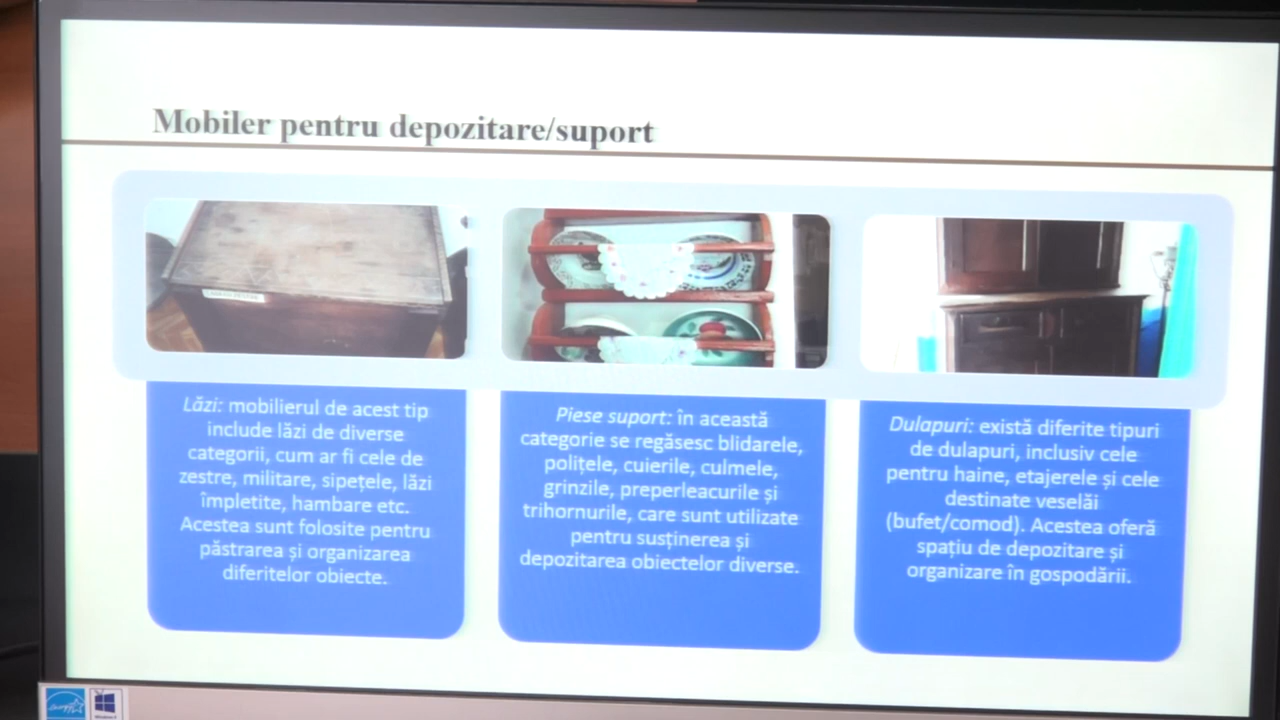 Mobiler pentru depozitare/suport
Lăzi: mobilierul de acest tip
include lăzi de diverse
categorii, cum ar fi cele de
zestre, militare, sipețele, lăzi
împletite, hambare etc.
Acestea sunt folosite pentru
păstrarea și organizarea
diferitelor obiecte.
Piese suport: în această
categorie se regăsesc blidarele,
polițele, cuierile, culmele,
grinzile, preperleacurile și
trihornurile, care sunt utilizate
pentru susținerea și
depozitarea obiectelor diverse.
Dulapuri: există diferite tipuri
de dulapuri, inclusiv cele
pentru haine, etajerele și cele
destinate veselăi
(bufet/comod). Acestea oferă
spațiu de depozitare și
organizare în gospodării.